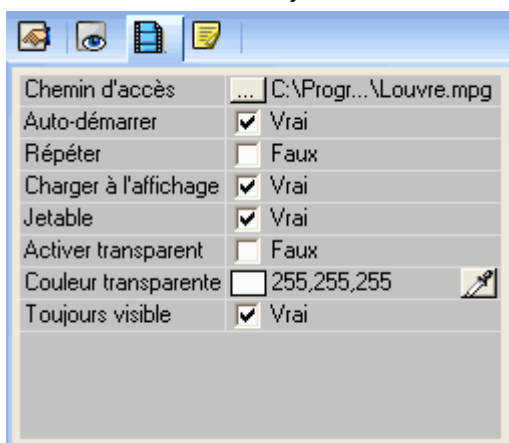 Chemin d'accès ... C:\Progr...\Louvre.mpg
Auto-démarrer Vrai
Répéter Faux
Charger à l'affichage Vrai
Jetable Vrai
Activer transparent Faux
Couleur transparente 255,255,255
Toujours visible Vrai